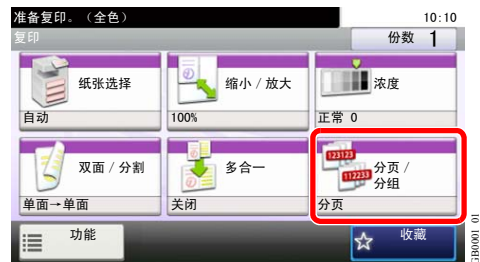 准备复印。（全色）
10:10
复印
份数 1
纸张选择
自动
缩小 / 放大
100%
浓度
正常 0
双面 / 分割
单面→单面
多合一
关闭
123123
112233
分页 /
分组
分页
功能
收藏